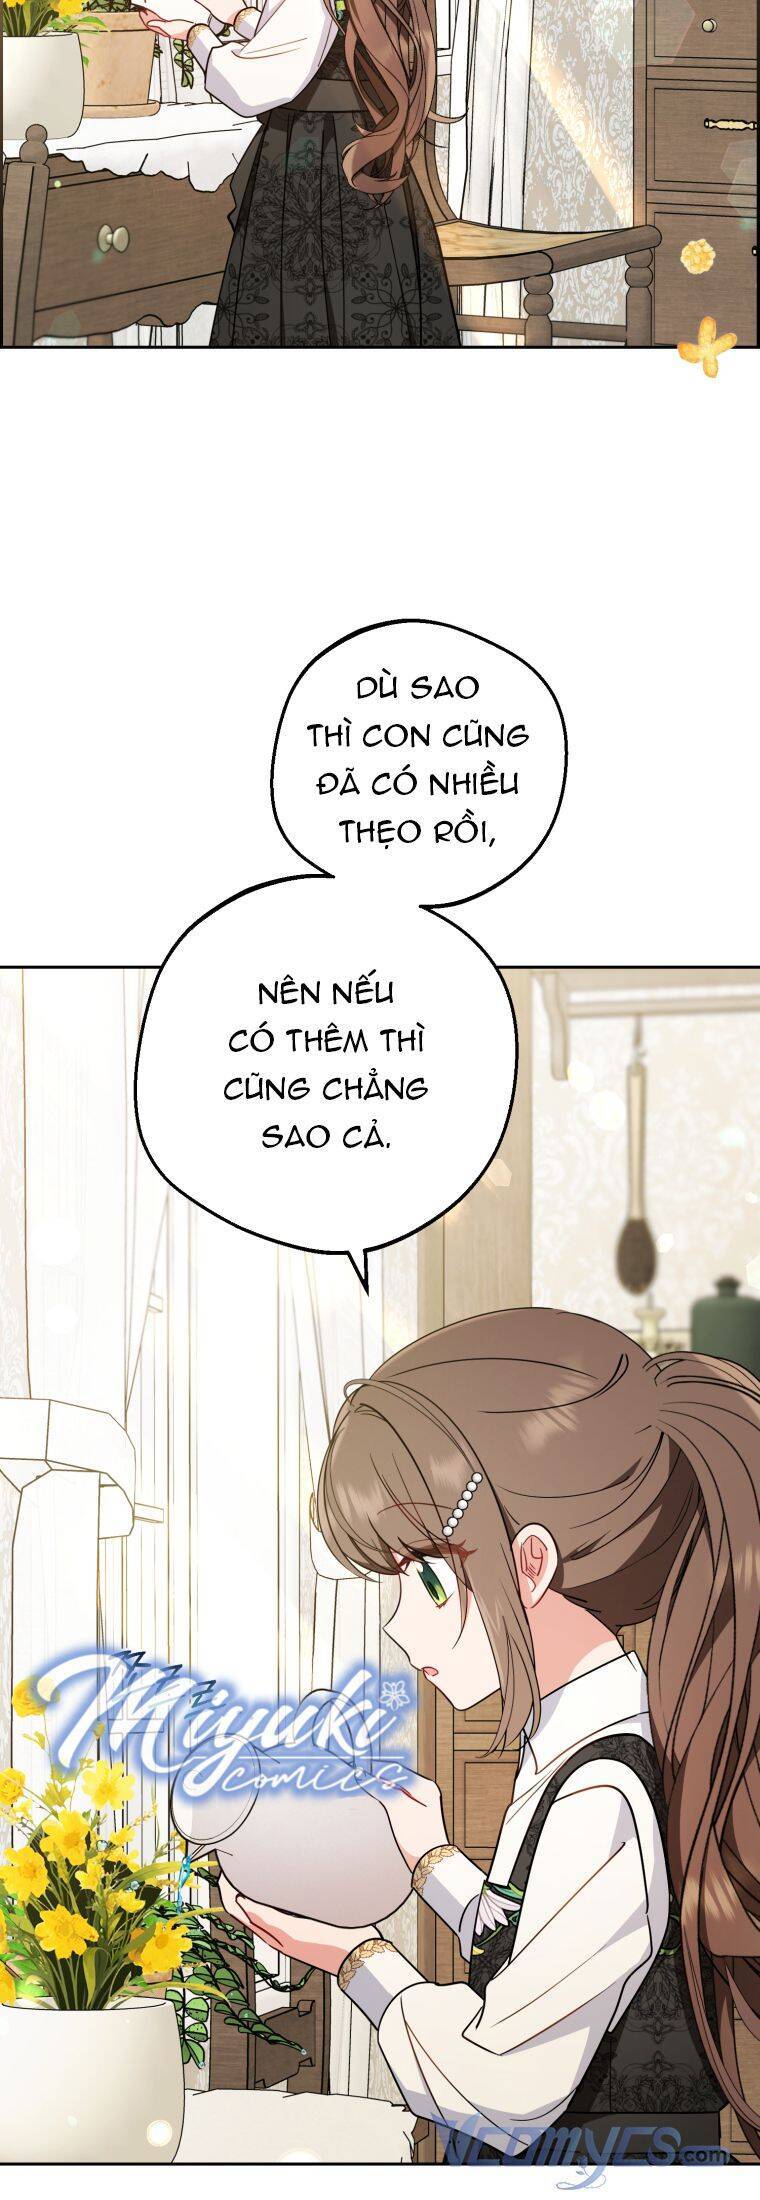 DÙ SAO
THÌ CON CŨNG
ĐÃ CÓ NHIỀU
THẸO RỒI,
NÊN NẾU
CÓ THÊM THÌ
CŨNG CHẲNG
SAO CẢ.
Miyuki
comics
VCOMYCS.COM